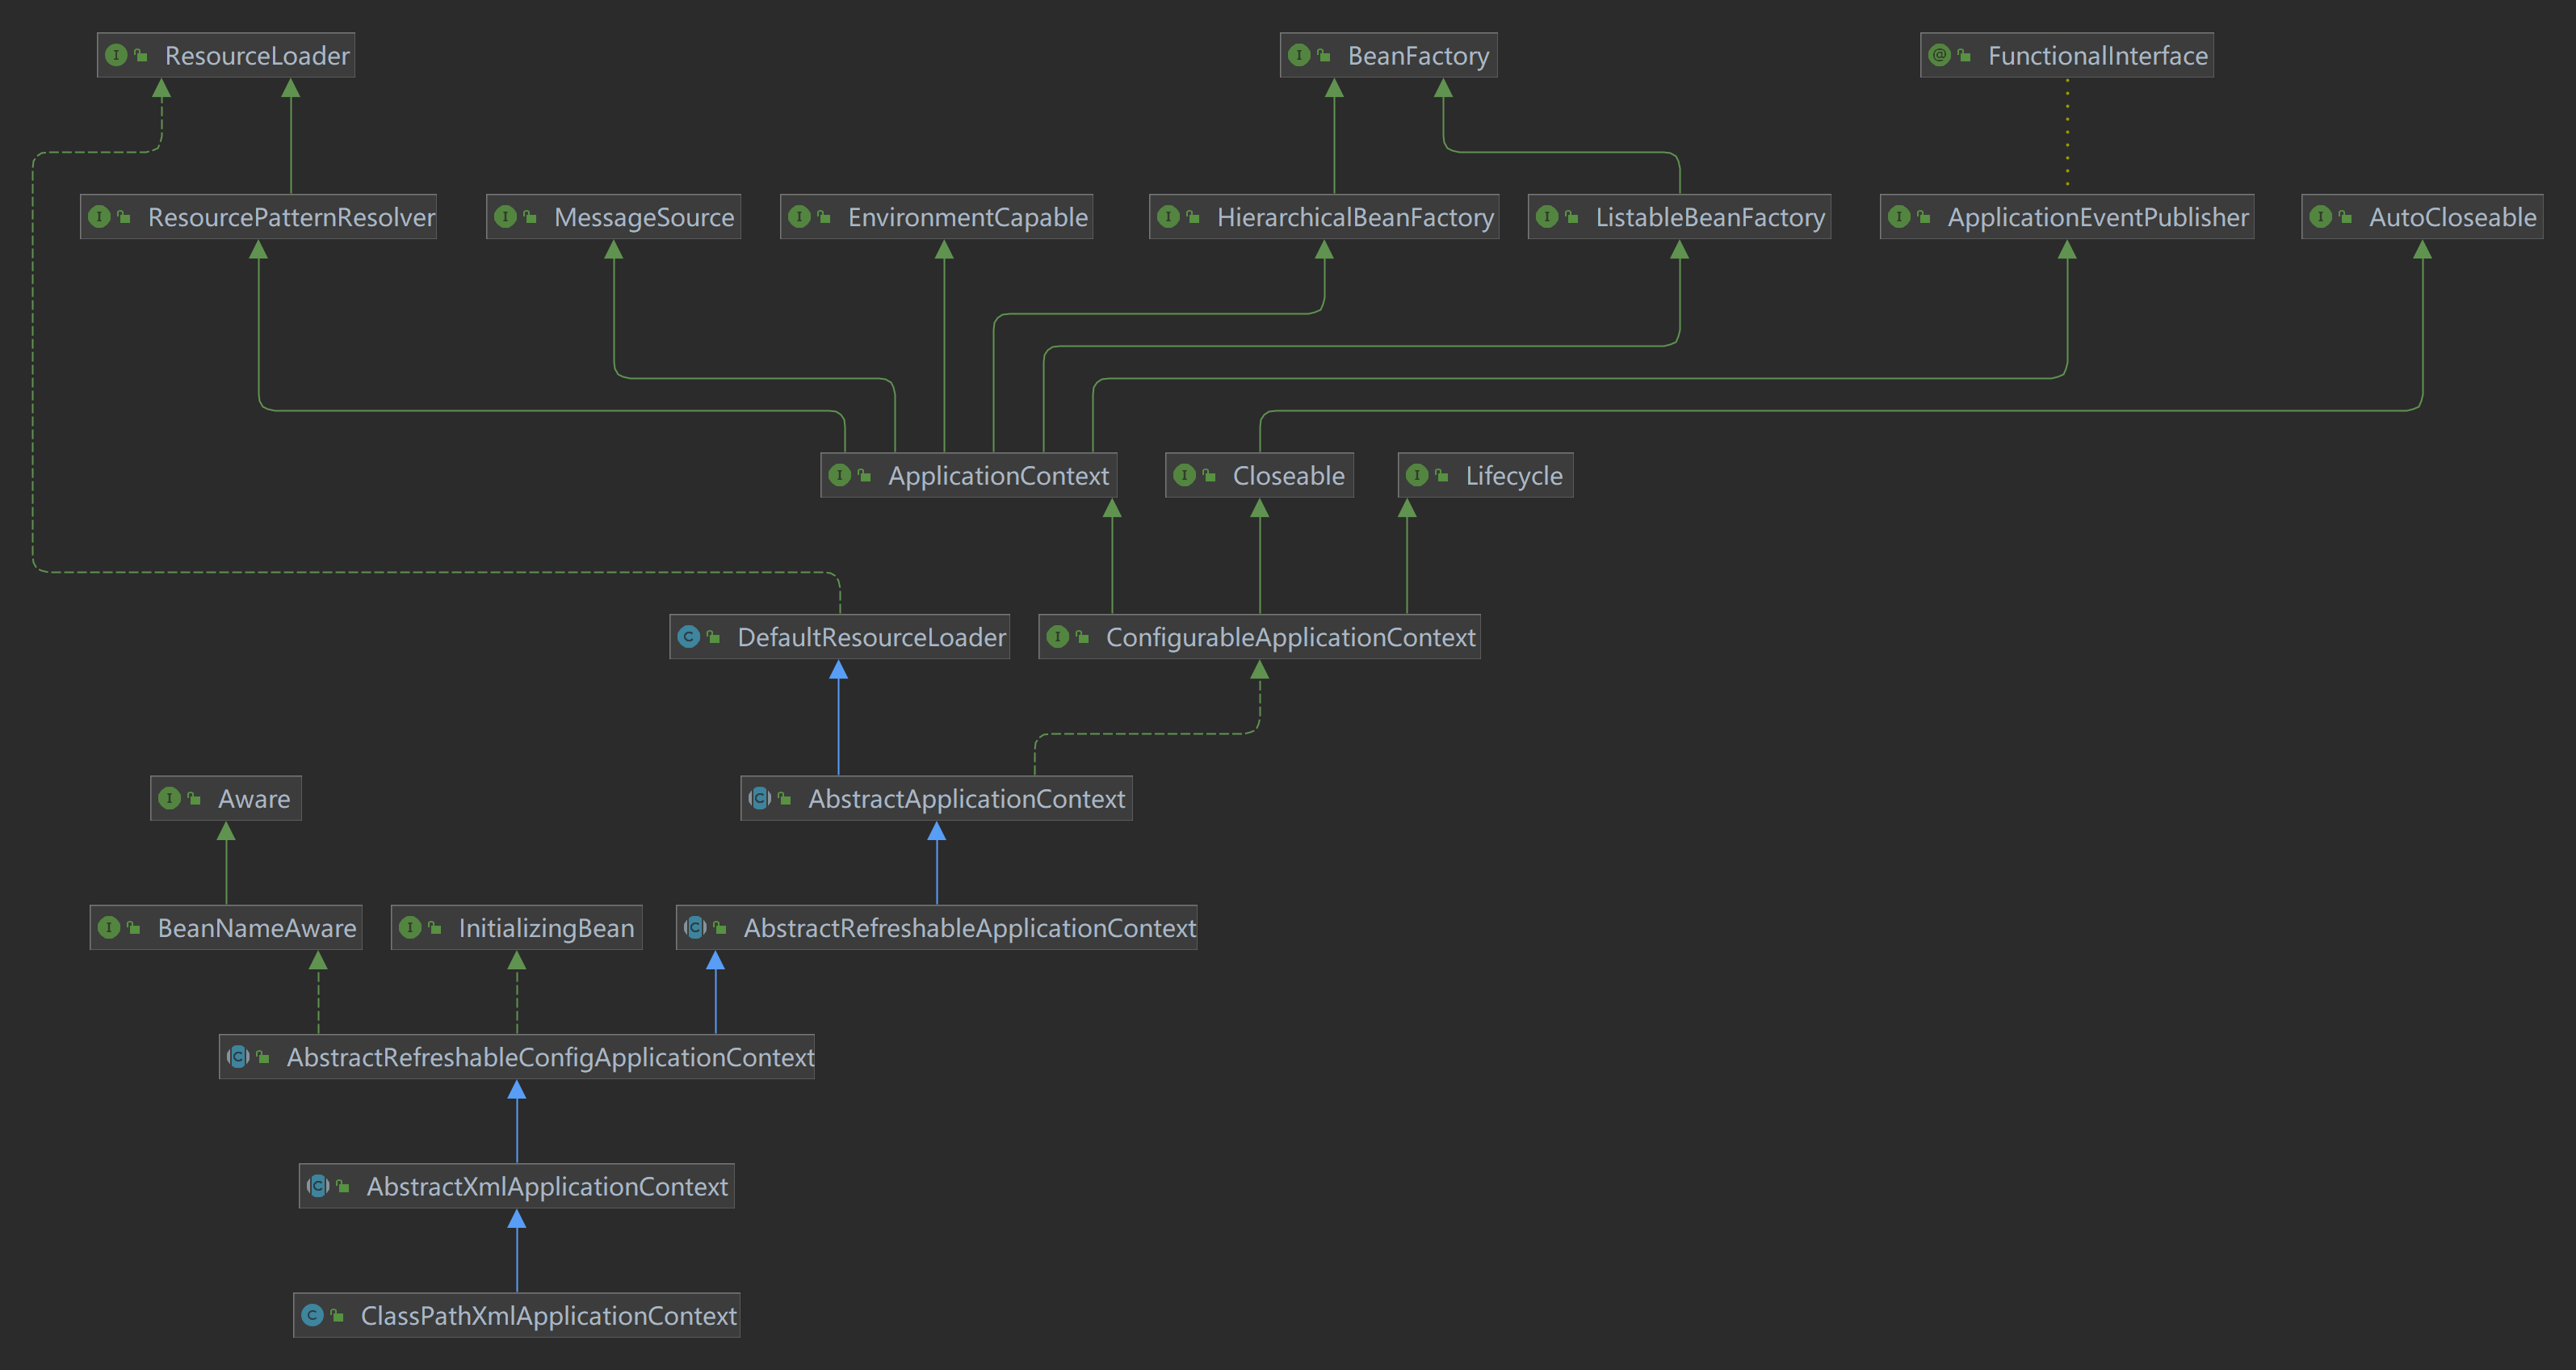 ResourceLoader
BeanFactory
FunctionalInterface
ResourcePatternResolver
MessageSource
EnvironmentCapable
HierarchicalBeanFactory
ListableBeanFactory
ApplicationEventPublisher
AutoCloseable
ApplicationContext
Closeable
Lifecycle
DefaultResourceLoader
ConfigurableApplicationContext
Aware
AbstractApplicationContext
BeanNameAware
InitializingBean
AbstractRefreshableApplicationContext
AbstractRefreshableConfigApplicationContext
AbstractXmlApplicationContext
ClassPathXmlApplicationContext